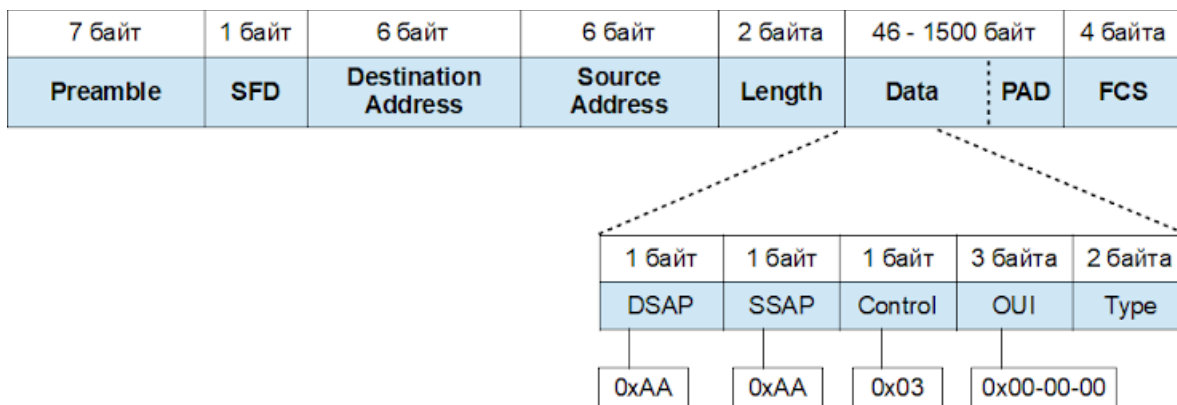 7 байт 1 байт 6 байт 6 байт 2 байта 46 - 1500 байт 4 байта
Preamble SFD Destination Address Source Address Length Data PAD FCS
1 байт 1 байт 1 байт 3 байта 2 байта
DSAP SSAP Control OUI Type
0xAA 0xAA 0x03 0x00-00-00